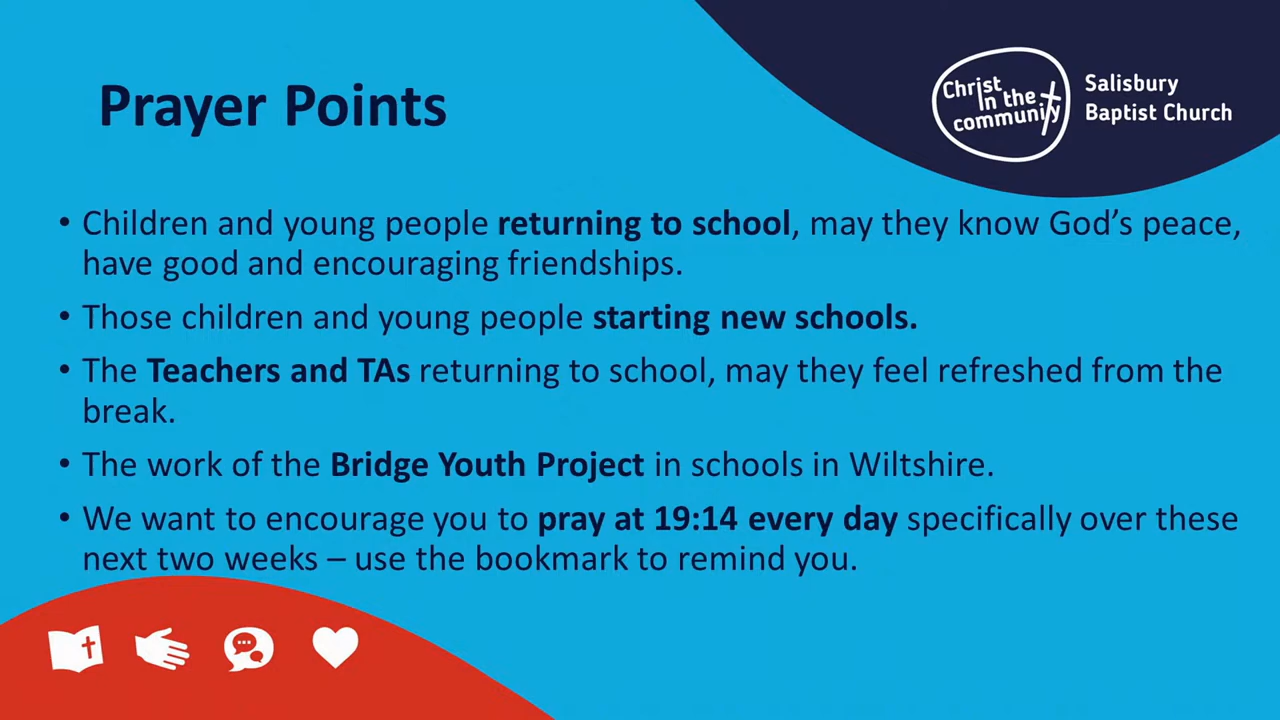 Prayer Points
Christ
in the
community
Salisbury
Baptist Church
• Children and young people returning to school, may they know God’s peace,
have good and encouraging friendships.
• Those children and young people starting new schools.
• The Teachers and TAs returning to school, may they feel refreshed from the
break.
• The work of the Bridge Youth Project in schools in Wiltshire.
• We want to encourage you to pray at 19:14 every day specifically over these
next two weeks – use the bookmark to remind you.